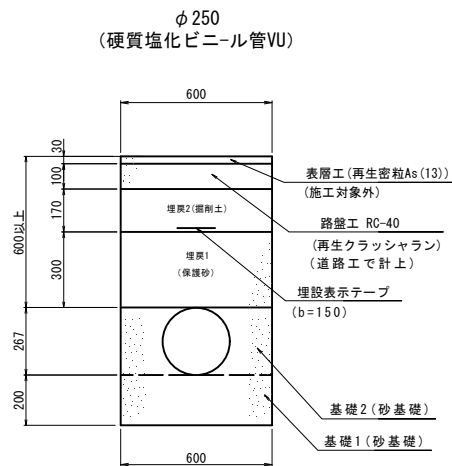 φ250
(硬質塩化ビニール管VU)
600
30
100
170
300
600以上
267
200
表層工(再生密粒As(13))
(施工対象外)
埋戻2(掘削土)
路盤工 RC-40
(再生クラッシャラン)
(道路工で計上)
埋戻1
(保護砂)
埋設表示テープ
(b=150)
基礎2(砂基礎)
基礎1(砂基礎)
600